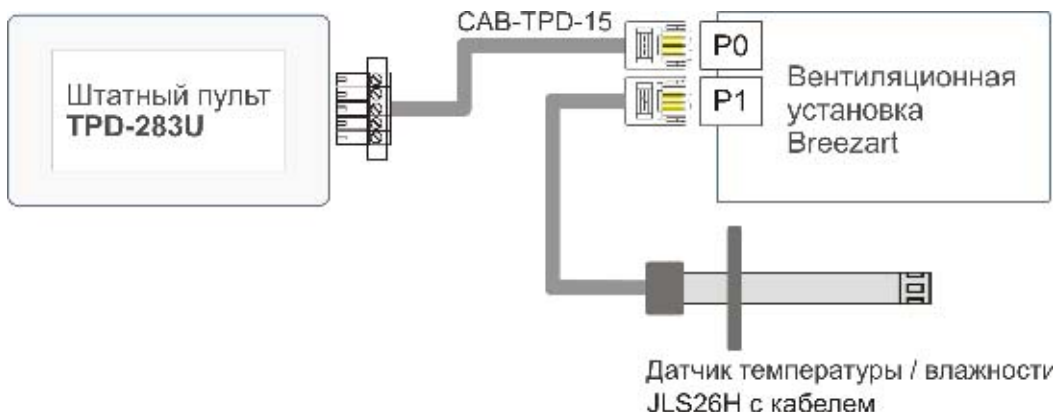 CAB-TPD-15
Штатный пульт
TPD-283U
P0
P1
Вентиляционная
установка
Breezart
Датчик температуры / влажности
JLS26H с кабелем